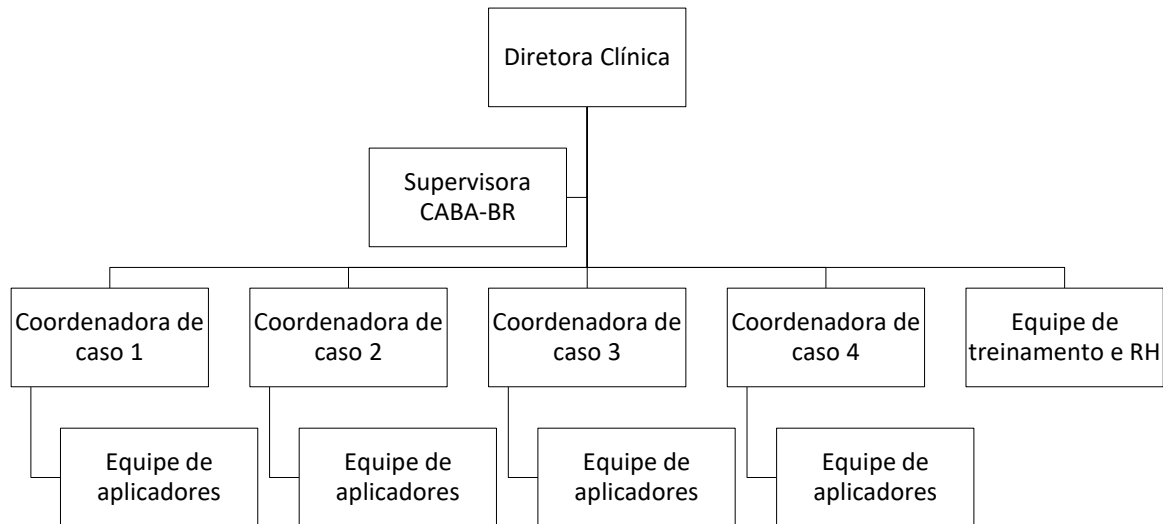 Diretora Clínica
Supervisora
CABA-BR
Coordenadora de
caso 1
Coordenadora de
caso 2
Coordenadora de
caso 3
Coordenadora de
caso 4
Equipe de
treinamento e RH
Equipe de
aplicadores
Equipe de
aplicadores
Equipe de
aplicadores
Equipe de
aplicadores